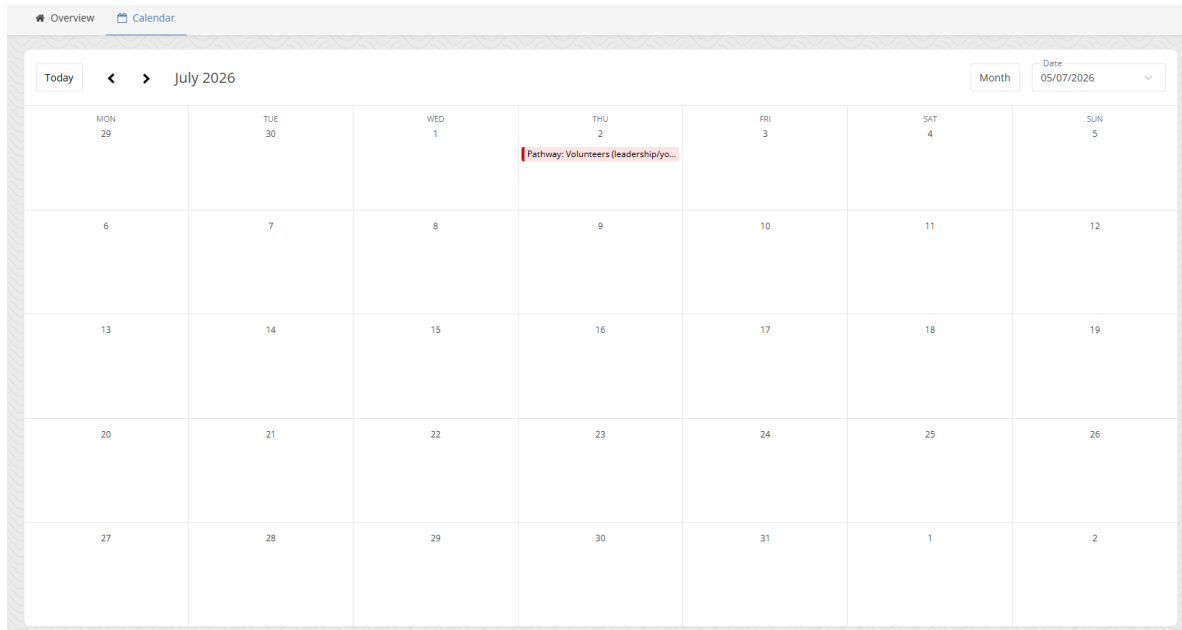 Overview Calendar
Today July 2026 Month Date 05/07/2026
MON TUE WED THU FRI SAT SUN
29 30 1 2 3 4 5
Pathway: Volunteers (leadership/yo...
6 7 8 9 10 11 12
13 14 15 16 17 18 19
20 21 22 23 24 25 26
27 28 29 30 31 1 2